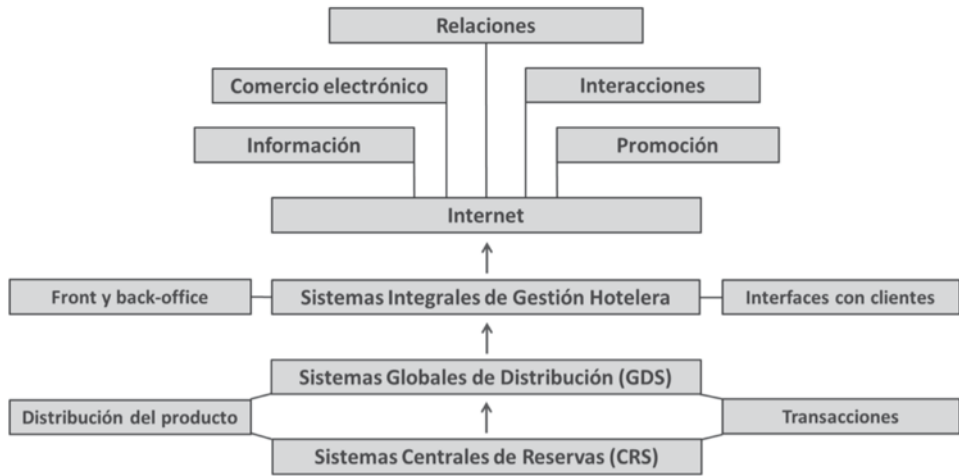 Relaciones
Comercio electrónico
Interacciones
Información
Promoción
Internet
Front y back-office
Sistemas Integrales de Gestión Hotelera
Interfaces con clientes
Sistemas Globales de Distribución (GDS)
Distribución del producto
Transacciones
Sistemas Centrales de Reservas (CRS)